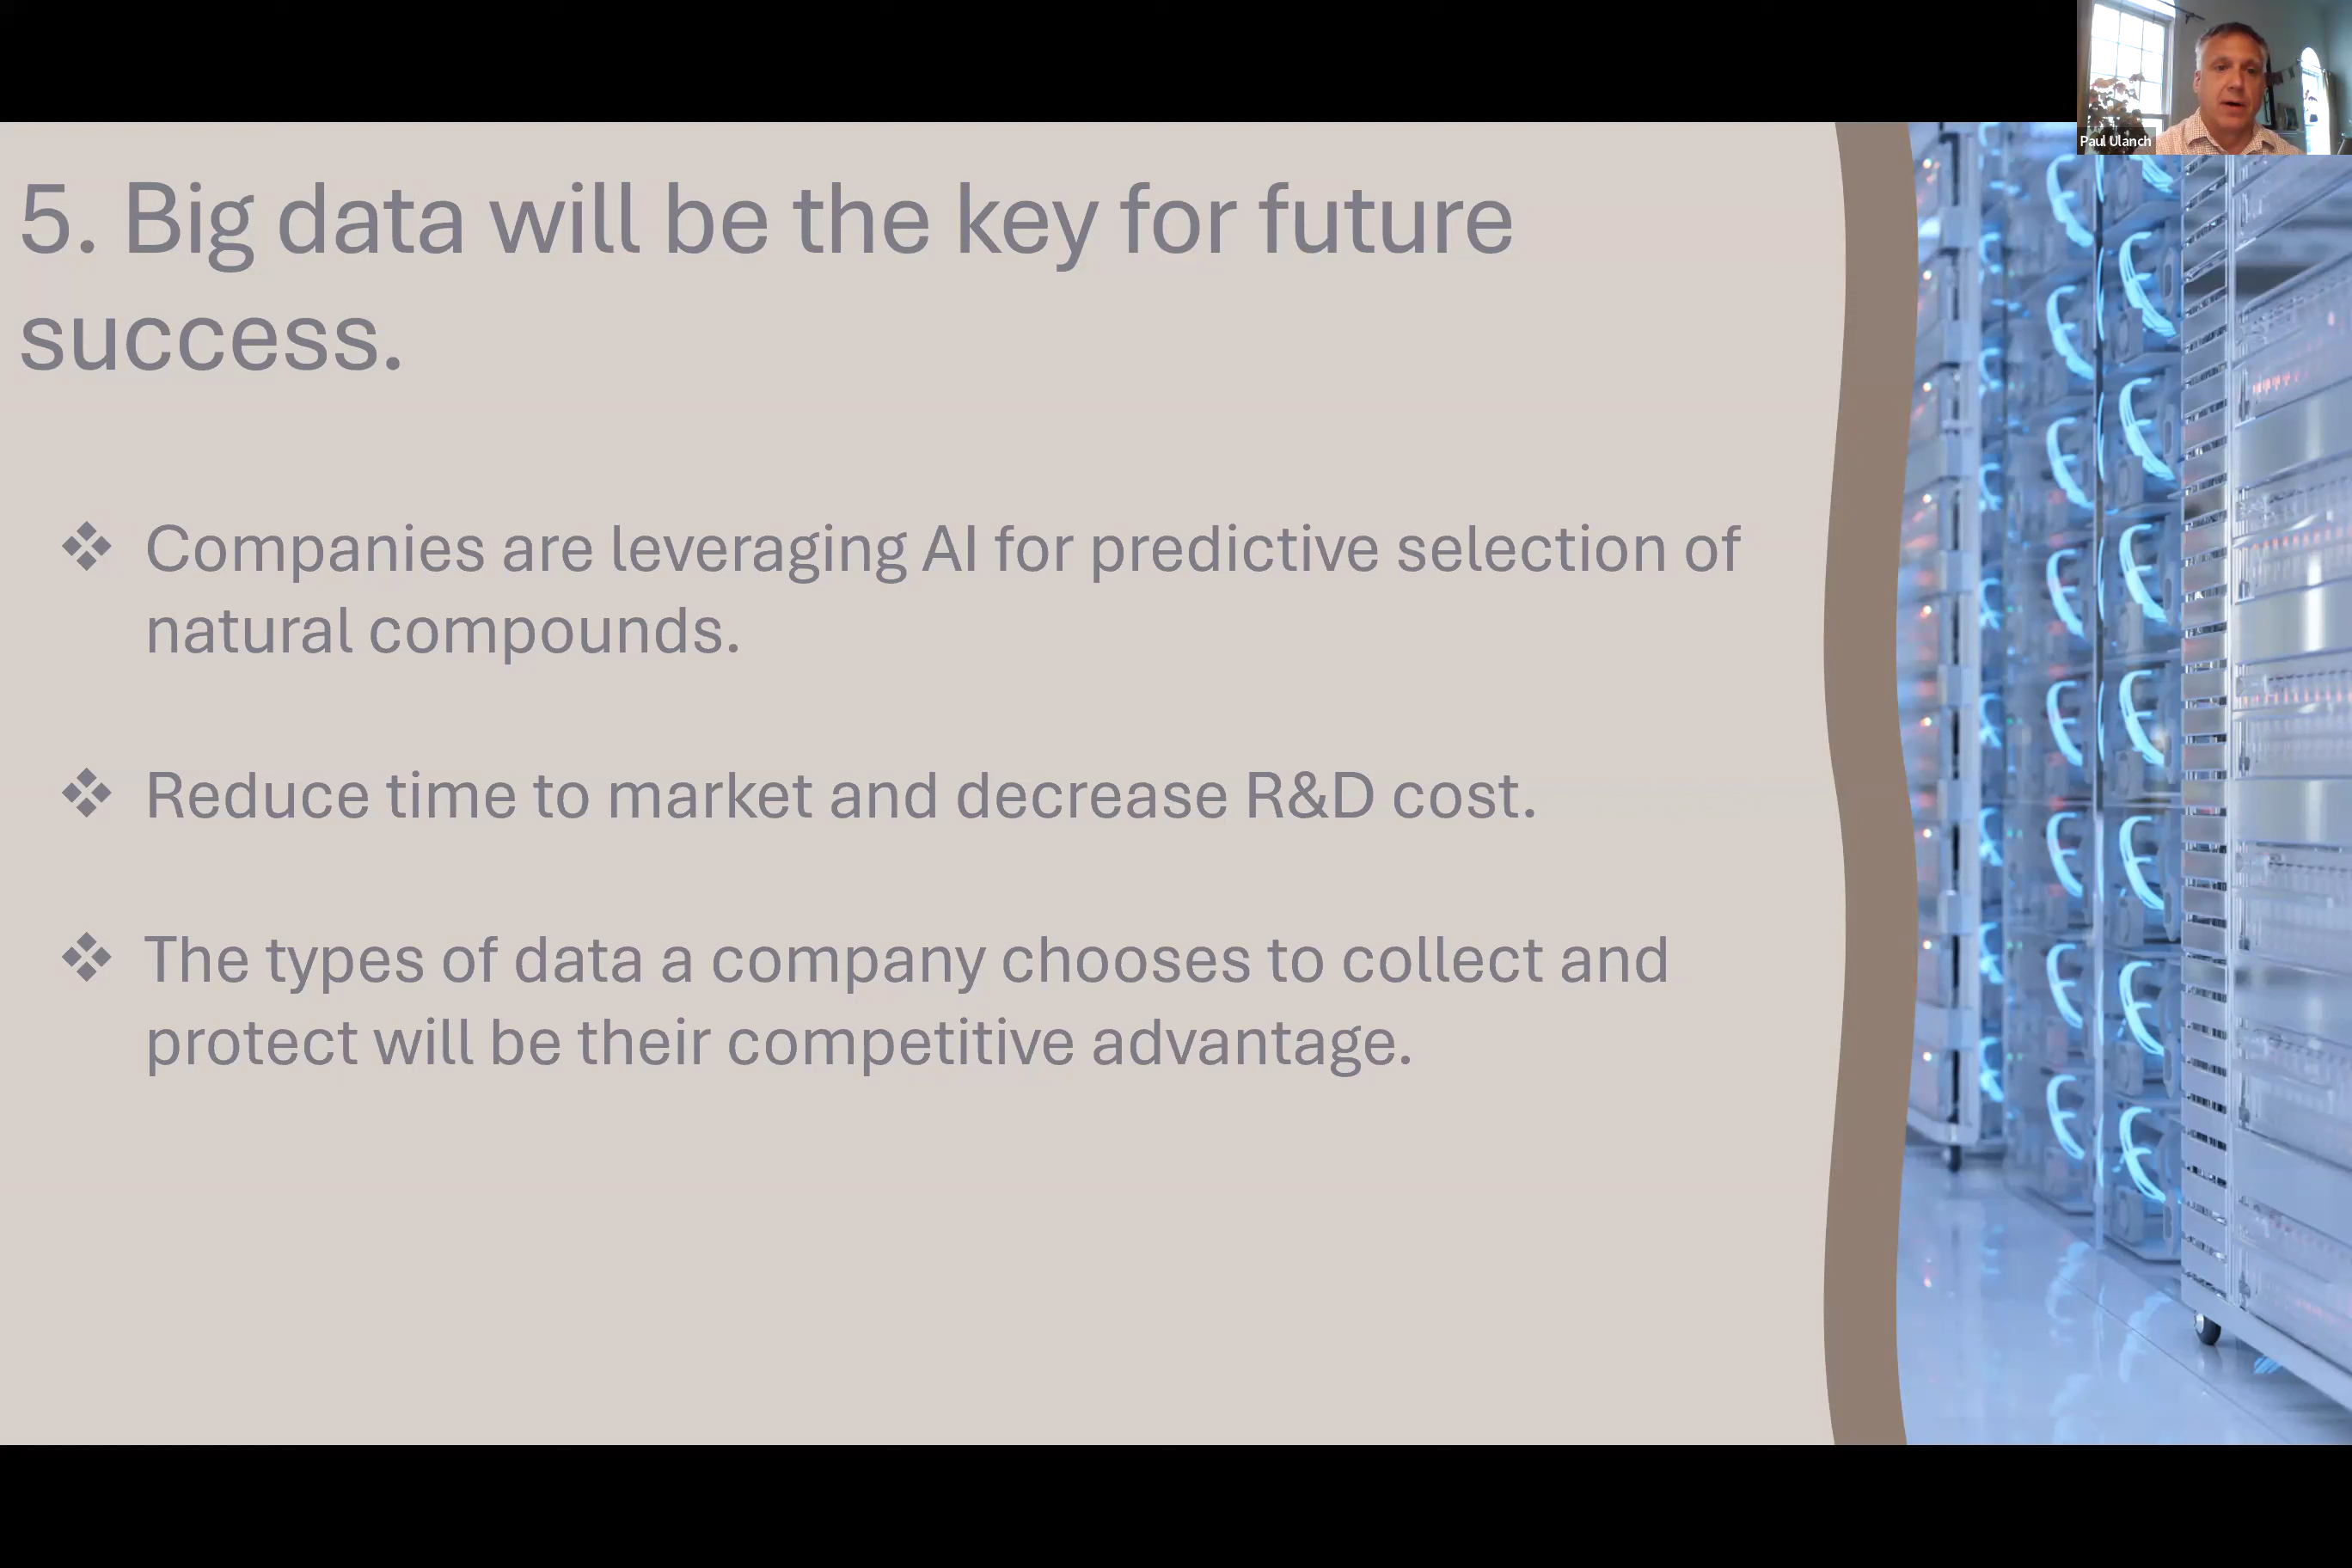 Paul Ulanch
5. Big data will be the key for future
success.
❖ Companies are leveraging AI for predictive selection of
natural compounds.
❖ Reduce time to market and decrease R&D cost.
❖ The types of data a company chooses to collect and
protect will be their competitive advantage.